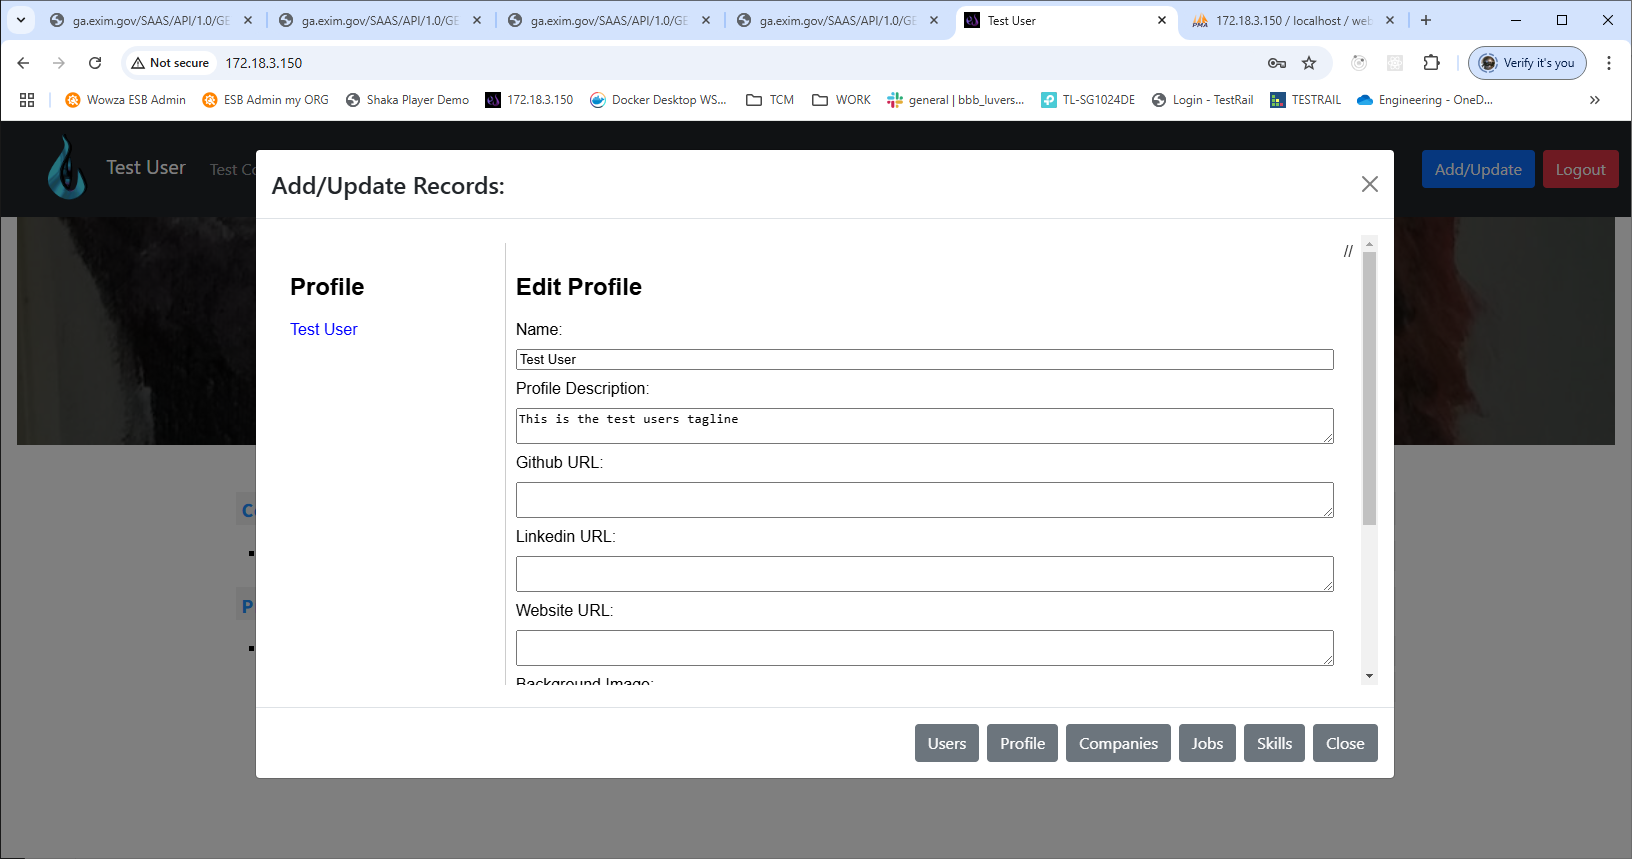 ga.exim.gov/SAAS/API/1.0/GE
ga.exim.gov/SAAS/API/1.0/GE
ga.exim.gov/SAAS/API/1.0/GE
ga.exim.gov/SAAS/API/1.0/GE
Test User
PMA
172.18.3.150 / localhost / web
Not secure
172.18.3.150
Verify it's you
Wowza ESB Admin
ESB Admin my ORG
Shaka Player Demo
172.18.3.150
Docker Desktop WS...
TCM
WORK
general | bbb_luvers...
TL-SG1024DE
Login - TestRail
TESTRAIL
Engineering - OneD...
Test User
Test Co
Add/Update
Logout
Add/Update Records:
//
Profile
Test User
Edit Profile
Name:
Test User
Profile Description:
This is the test users tagline
Github URL:
Linkedin URL:
Website URL:
Background Image:
C
P
Users
Profile
Companies
Jobs
Skills
Close